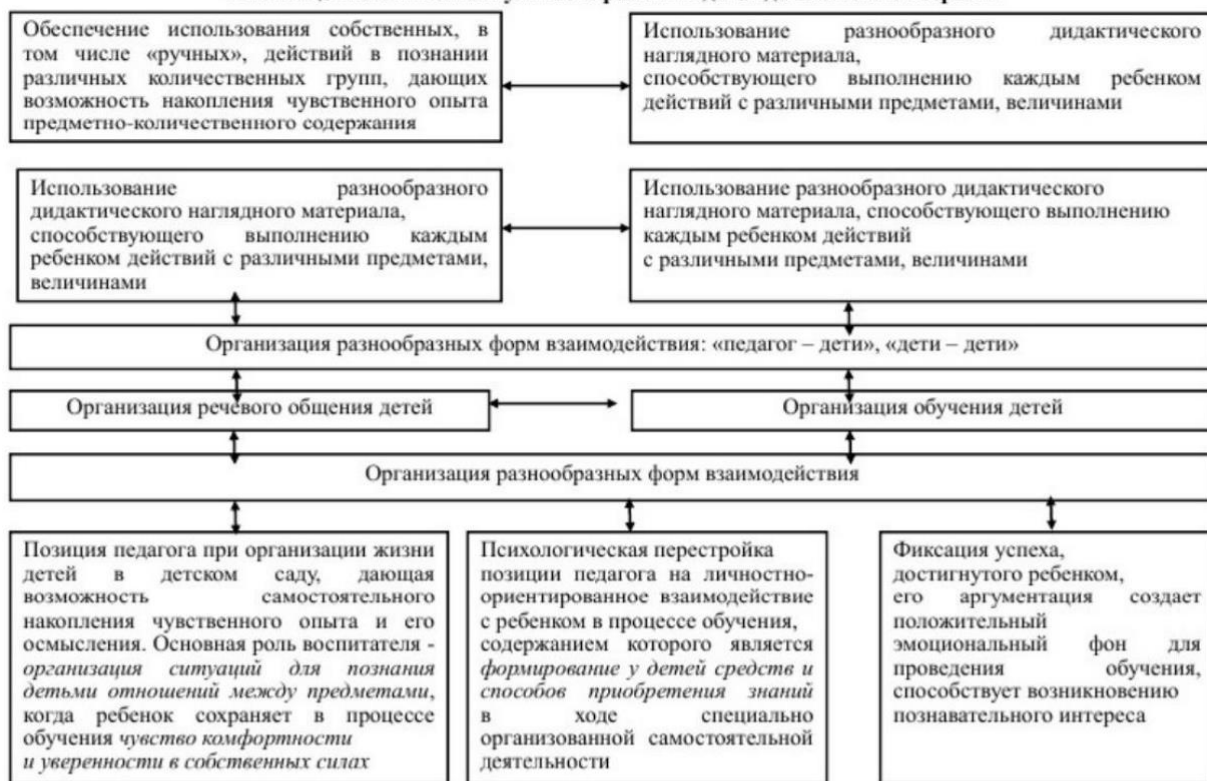 Обеспечение использования собственных, в
том числе «ручных», действий в познании
различных количественных групп, дающих
возможность накопления чувственного опыта
предметно-количественного содержания
Использование разнообразного дидактического
наглядного материала,
способствующего выполнению каждым ребенком
действий с различными предметами, величинами
Использование разнообразного
дидактического наглядного материала,
способствующего выполнению каждым
ребенком действий с различными предметами,
величинами
Использование разнообразного дидактического
наглядного материала, способствующего выполнению
каждым ребенком действий
с различными предметами, величинами
Организация разнообразных форм взаимодействия: «педагог – дети», «дети – дети»
Организация речевого общения детей
Организация обучения детей
Организация разнообразных форм взаимодействия
Позиция педагога при организации жизни
детей в детском саду, дающая
возможность самостоятельного
накопления чувственного опыта и его
осмысления. Основная роль воспитателя -
организация ситуаций для познания
детьми отношений между предметами,
когда ребенок сохраняет в процессе
обучения чувство комфортности
и уверенности в собственных силах
Психологическая перестройка
позиции педагога на личностно-
ориентированное взаимодействие
с ребенком в процессе обучения,
содержанием которого является
формирование у детей средств и
способов приобретения знаний
в ходе специально
организованной самостоятельной
деятельности
Фиксация успеха,
достигнутого ребенком,
его аргументация создает
положительный
эмоциональный фон для
проведения обучения,
способствует возникновению
познавательного интереса